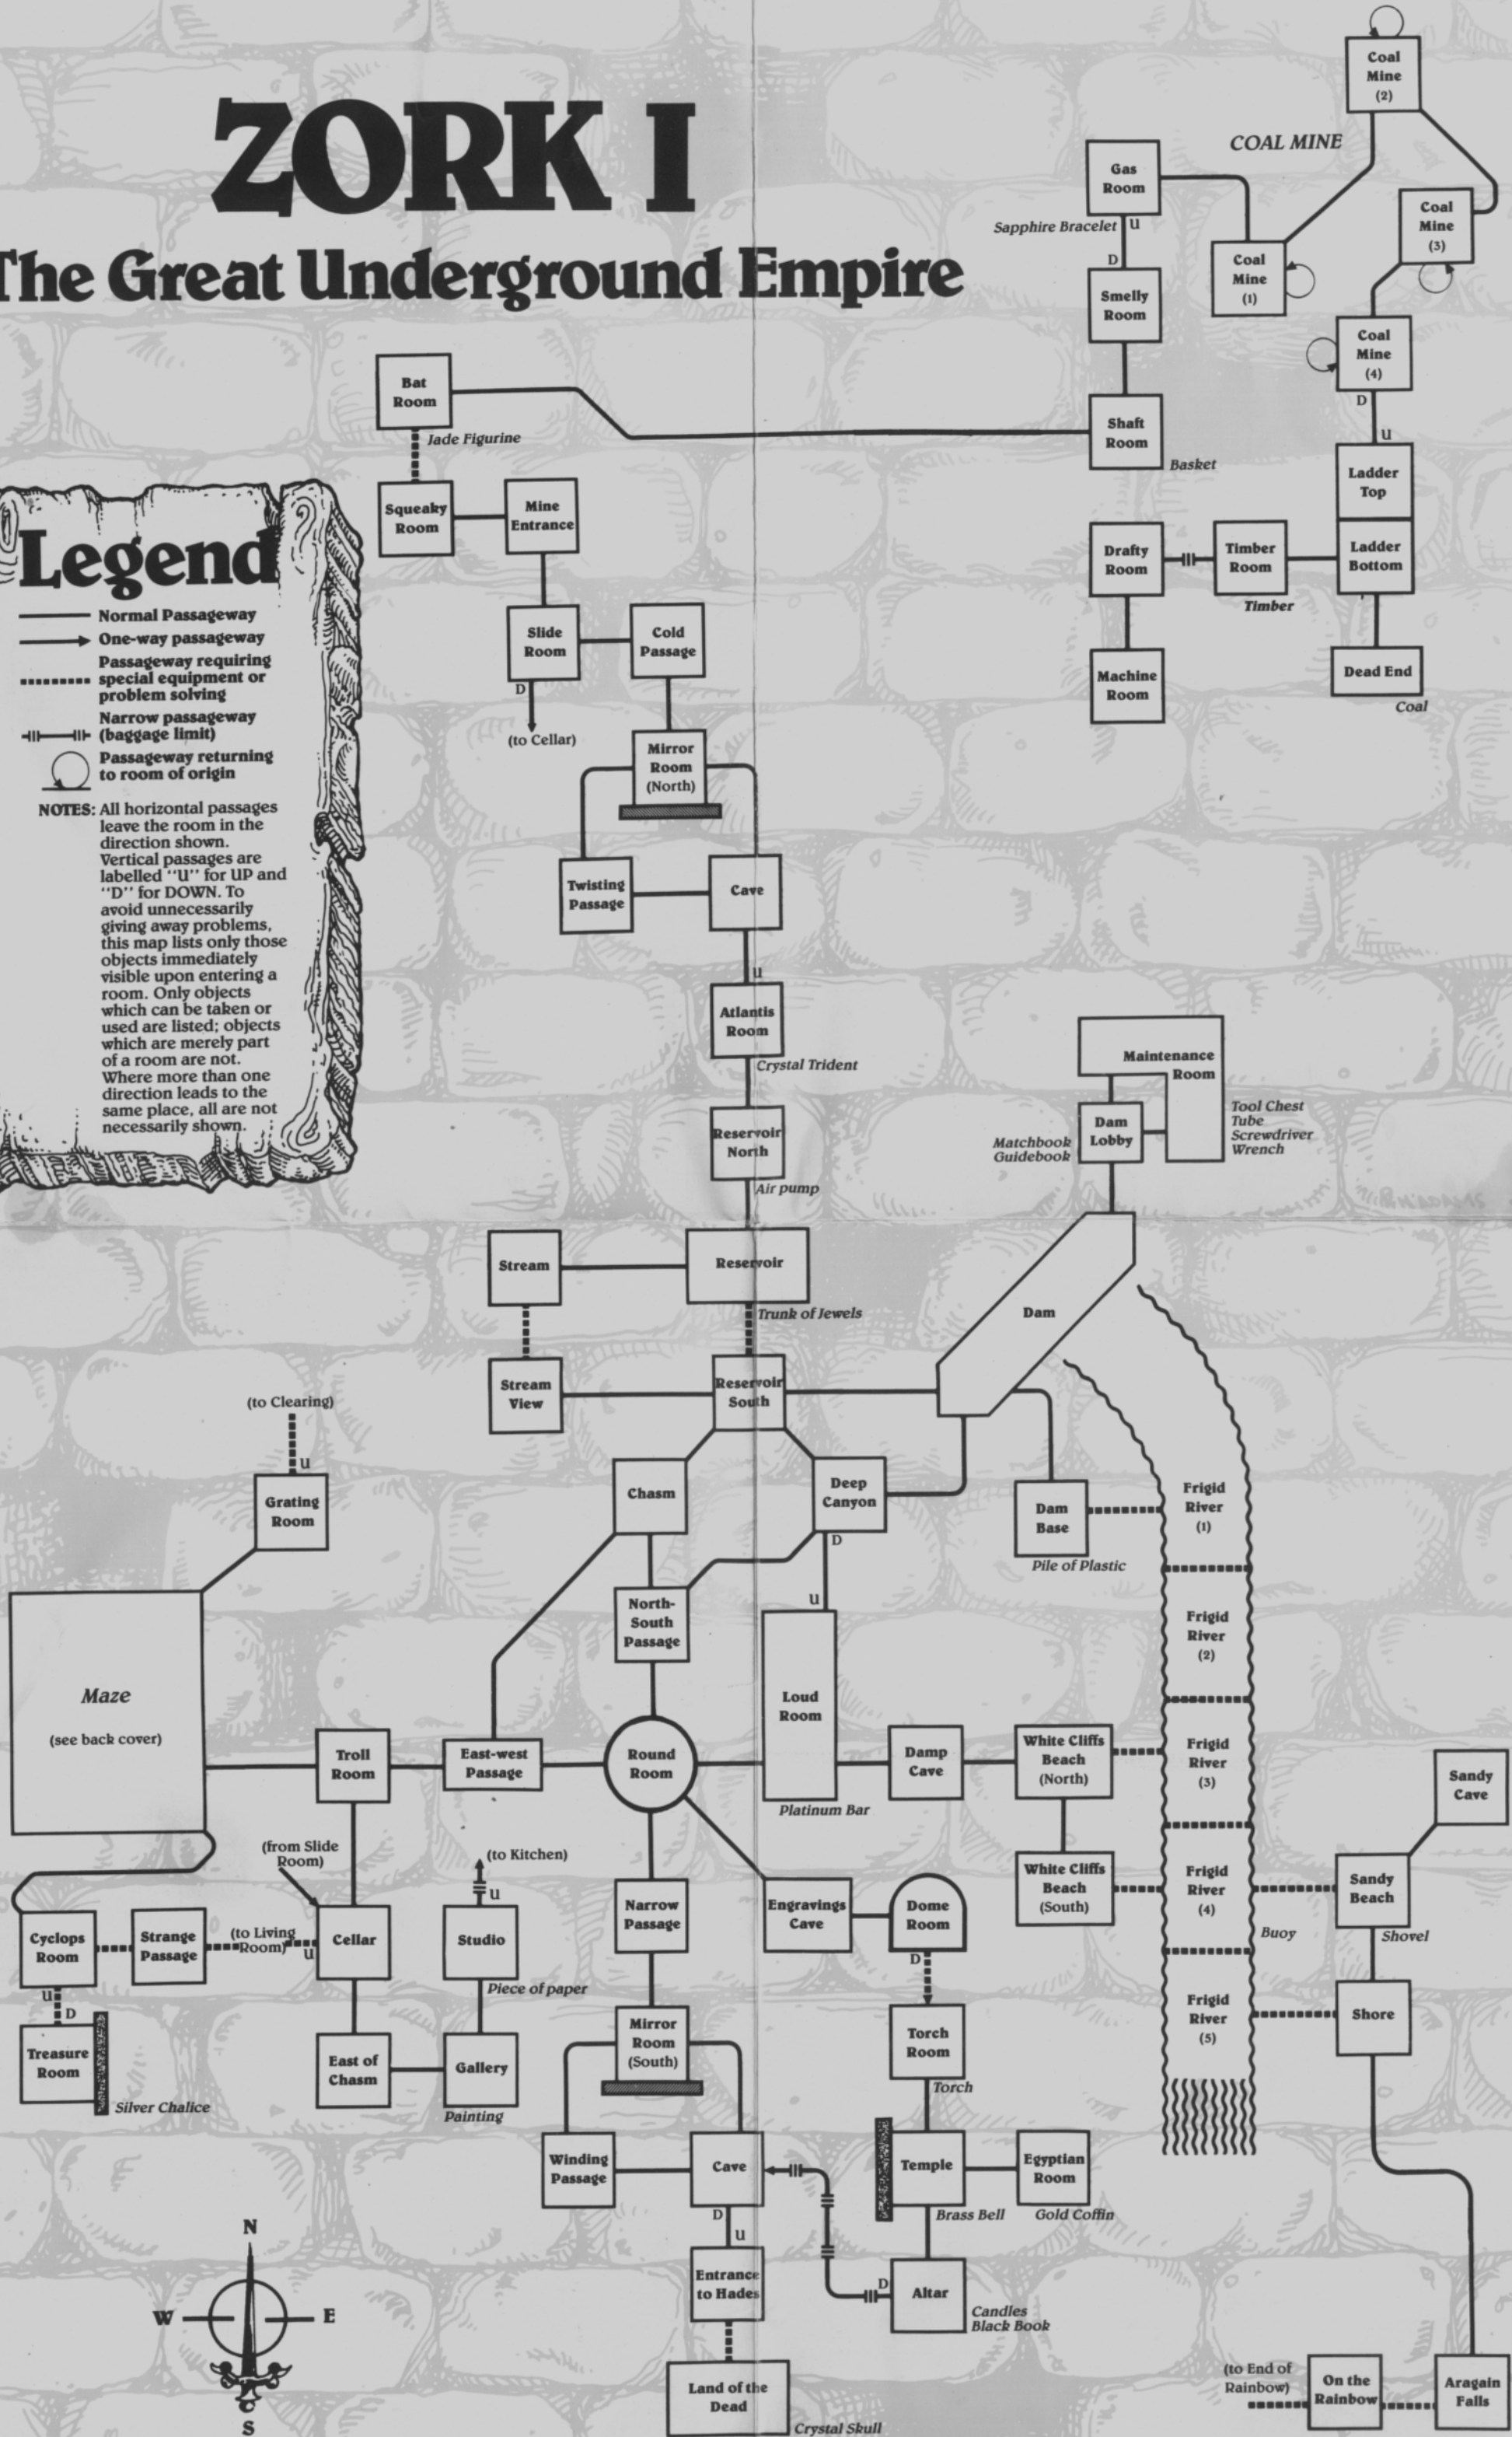 ZORK I
The Great Underground Empire
COAL MINE
Coal
Mine
(2)
Gas
Room
Sapphire Bracelet
U
D
Coal
Mine
(3)
Coal
Mine
(1)
Smelly
Room
Coal
Mine
(4)
D
U
Bat
Room
Jade Figurine
Shaft
Room
Basket
Ladder
Top
Squeaky
Room
Mine
Entrance
Drafty
Room
Timber
Room
Timber
Ladder
Bottom
Legend
Normal Passageway
One-way passageway
Passageway requiring
special equipment or
problem solving
Narrow passageway
(baggage limit)
Passageway returning
to room of origin
NOTES: All horizontal passages
leave the room in the
direction shown.
Vertical passages are
labelled "U" for UP and
"D" for DOWN. To
avoid unnecessarily
giving away problems,
this map lists only those
objects immediately
visible upon entering a
room. Only objects
which can be taken or
used are listed; objects
which are merely part
of a room are not.
Where more than one
direction leads to the
same place, all are not
necessarily shown.
Slide
Room
D
(to Cellar)
Cold
Passage
Machine
Room
Dead End
Coal
Mirror
Room
(North)
Twisting
Passage
Cave
U
Atlantis
Room
Crystal Trident
Maintenance
Room
Dam
Lobby
Matchbook
Guidebook
Tool Chest
Tube
Screwdriver
Wrench
Reservoir
North
Air pump
Stream
Reservoir
Trunk of Jewels
Dam
Stream
View
Reservoir
South
(to Clearing)
U
Grating
Room
Chasm
Deep
Canyon
D
U
Dam
Base
Pile of Plastic
Frigid
River
(1)
North-
South
Passage
Frigid
River
(2)
Maze
(see back cover)
Troll
Room
East-west
Passage
Round
Room
Loud
Room
Platinum Bar
Damp
Cave
White Cliffs
Beach
(North)
Frigid
River
(3)
Sandy
Cave
(from Slide
Room)
(to Kitchen)
U
Cyclops
Room
Strange
Passage
(to Living
Room)
U
Cellar
Studio
Piece of paper
Narrow
Passage
Engravings
Cave
Dome
Room
D
White Cliffs
Beach
(South)
Frigid
River
(4)
Buoy
Sandy
Beach
Shovel
U
D
Treasure
Room
Silver Chalice
East of
Chasm
Gallery
Painting
Mirror
Room
(South)
Torch
Room
Torch
Frigid
River
(5)
Shore
Winding
Passage
Cave
D
U
Temple
Brass Bell
Egyptian
Room
Gold Coffin
Entrance
to Hades
D
Altar
Candles
Black Book
N
W
E
S
Land of the
Dead
Crystal Skull
(to End of
Rainbow)
On the
Rainbow
Aragain
Falls